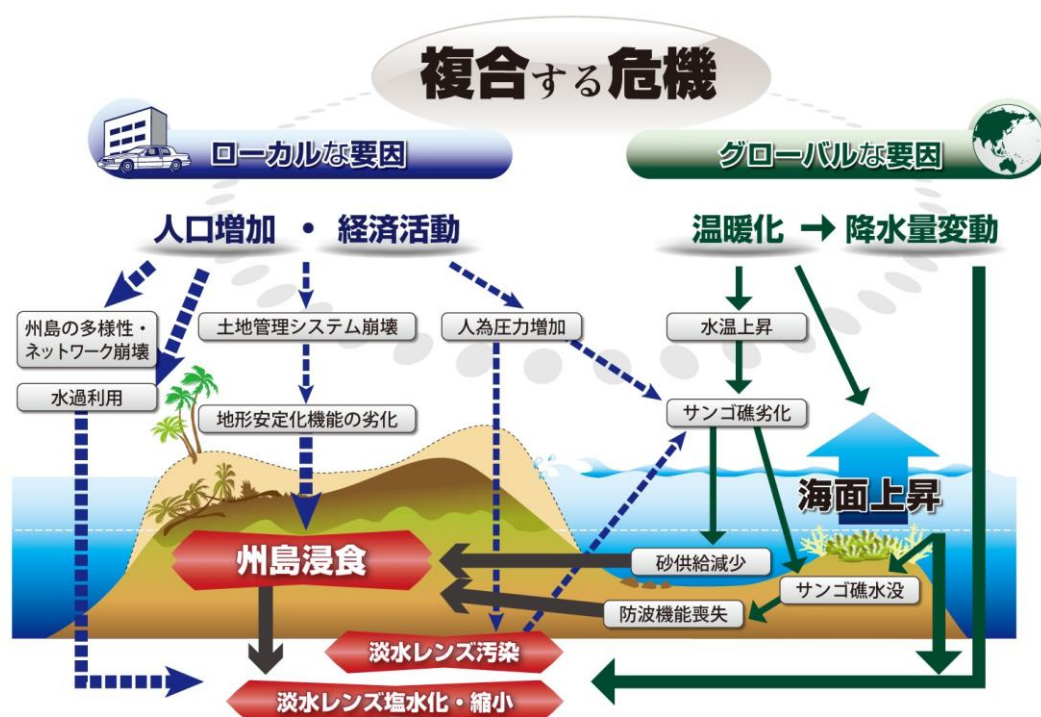 複合する危機
ローカルな要因
グローバルな要因
人口増加 ・ 経済活動
温暖化 → 降水量変動
州島の多様性・
ネットワーク崩壊
土地管理システム崩壊
人為圧力増加
水温上昇
水過利用
地形安定化機能の劣化
サンゴ礁劣化
海面上昇
州島浸食
砂供給減少
サンゴ礁水没
防波機能喪失
淡水レンズ汚染
淡水レンズ塩水化・縮小